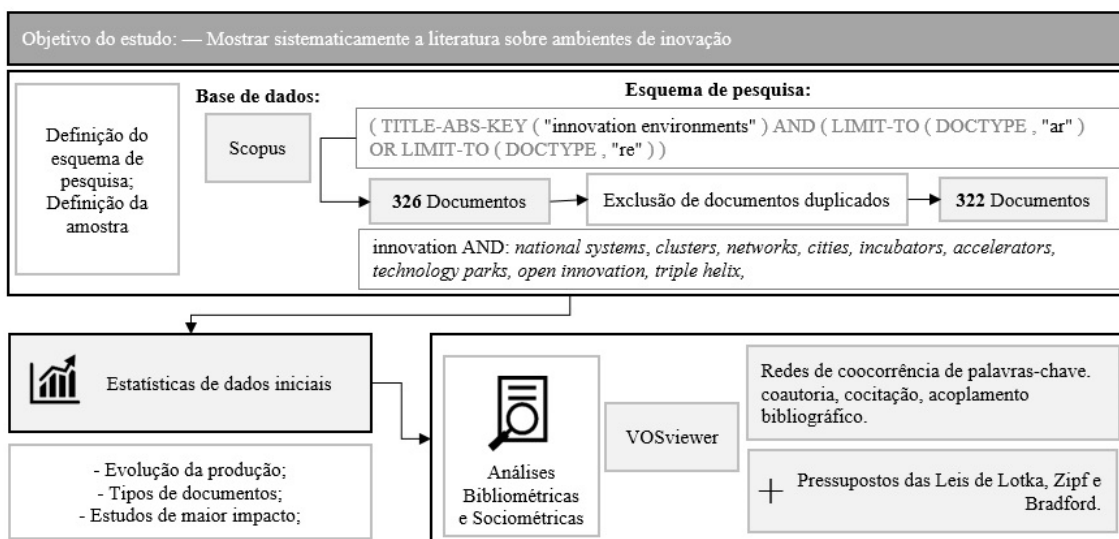 Objetivo do estudo: — Mostrar sistematicamente a literatura sobre ambientes de inovação
Definição do
esquema de
pesquisa;
Definição da
amostra
Base de dados:
Scopus
Esquema de pesquisa:
( TITLE-ABS-KEY ( "innovation environments" ) AND ( LIMIT-TO ( DOCTYPE , "ar")
OR LIMIT-TO ( DOCTYPE , "re" ) )
326 Documentos
Exclusão de documentos duplicados
322 Documentos
innovation AND: national systems, clusters, networks, cities, incubators, accelerators,
technology parks, open innovation, triple helix,
Estatísticas de dados iniciais
- Evolução da produção;
- Tipos de documentos;
- Estudos de maior impacto;
Análises
Bibliométricas
e Sociométricas
VOSviewer
Redes de coocorrência de palavras-chave.
coautoria, cocitação, acoplamento
bibliográfico.
+ Pressupostos das Leis de Lotka, Zipf e
Bradford.